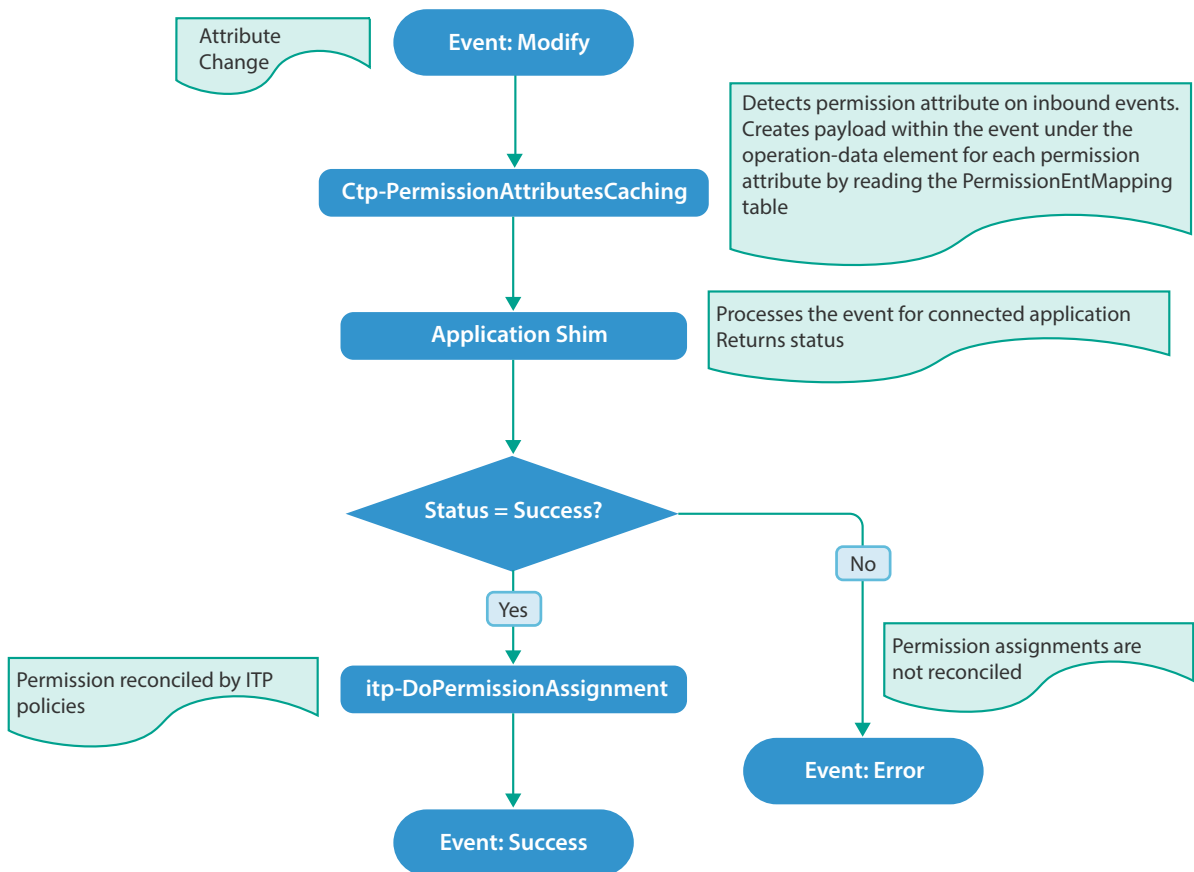 Attribute
Change
Event: Modify
Detects permission attribute on inbound events.
Creates payload within the event under the
operation-data element for each permission
attribute by reading the PermissionEntMapping
table
Ctp-PermissionAttributesCaching
Application Shim
Processes the event for connected application
Returns status
Status = Success?
No
Yes
Permission assignments are
not reconciled
Permission reconciled by ITP
policies
itp-DoPermissionAssignment
Event: Error
Event: Success